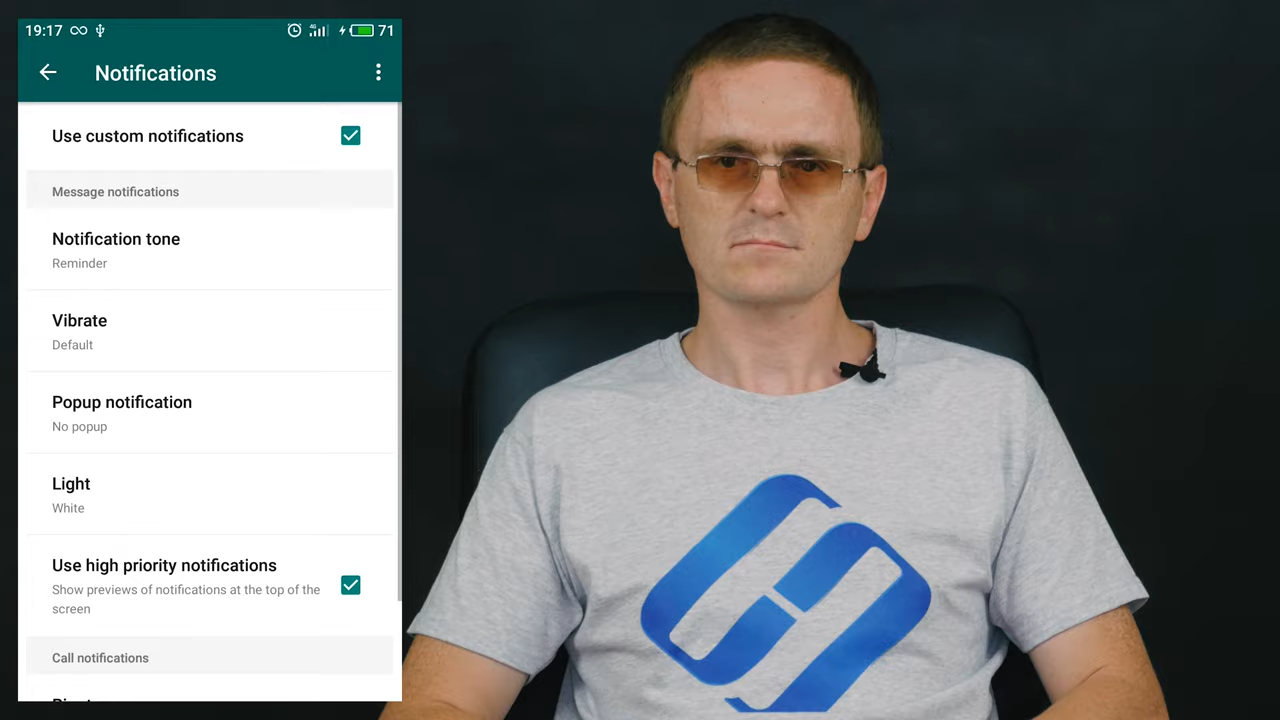 19:17
71
Notifications
Use custom notifications
Message notifications
Notification tone
Reminder
Vibrate
Default
Popup notification
No popup
Light
White
Use high priority notifications
Show previews of notifications at the top of the
screen
Call notifications